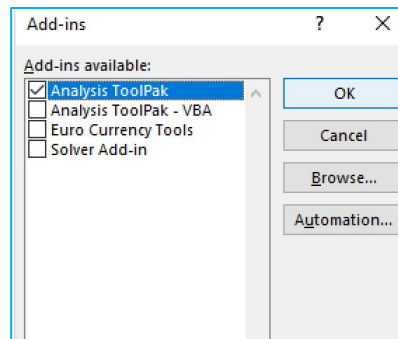 Add-ins ? ×
Add-ins available:
Analysis ToolPak
Analysis ToolPak - VBA
Euro Currency Tools
Solver Add-in
OK
Cancel
Browse...
Automation...